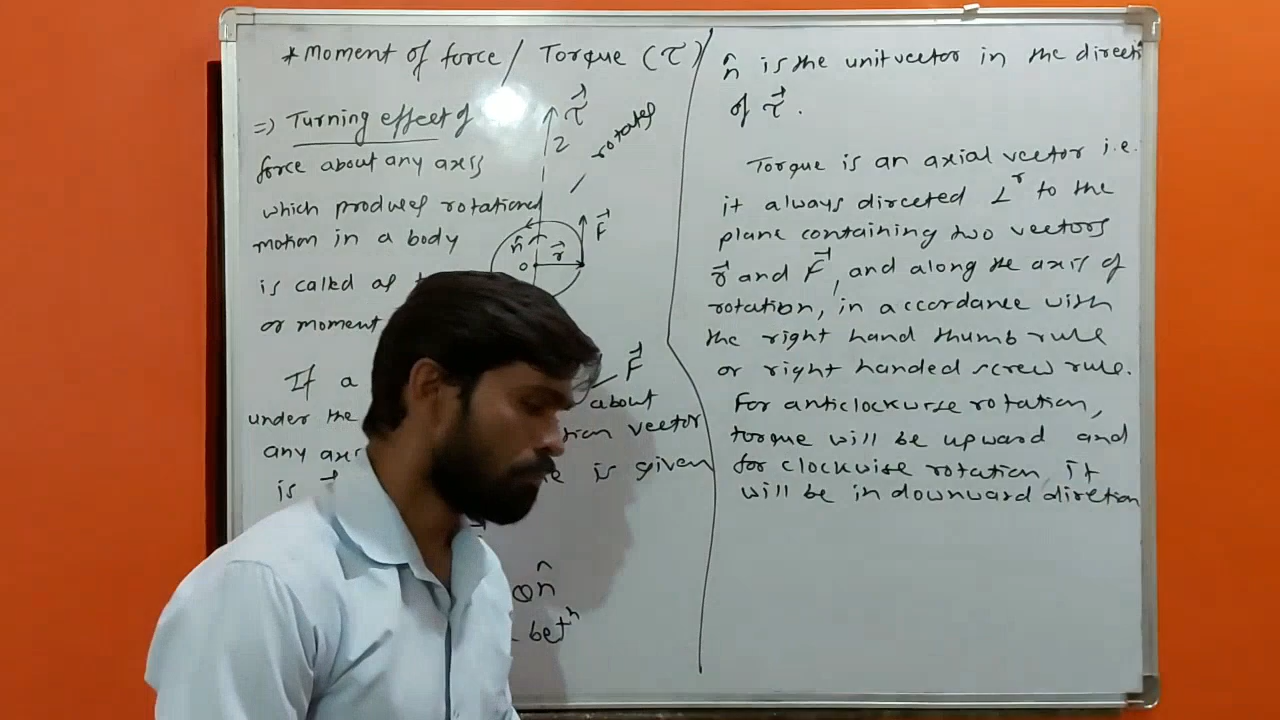 * Moment of force / Torque (τ)
=) Turning effect of
force about any axis
which produces rotational
motion in a body
is called as
or moment
τ⃗
Z
rotates
F⃗
n̂
r⃗
O
If a F⃗
under the about
any axis vector
is is given
n̂
bet^n
n̂ is the unit vector in the direct^n
of τ⃗.
Torque is an axial vector i.e.
it always directed ⊥^r to the
plane containing two vectors
r⃗ and F⃗, and along the axis of
rotation, in accordance with
the right hand thumb rule
or right handed screw rule.
For anticlockwise rotation,
torque will be upward and
for clockwise rotation it
will be in downward diretion